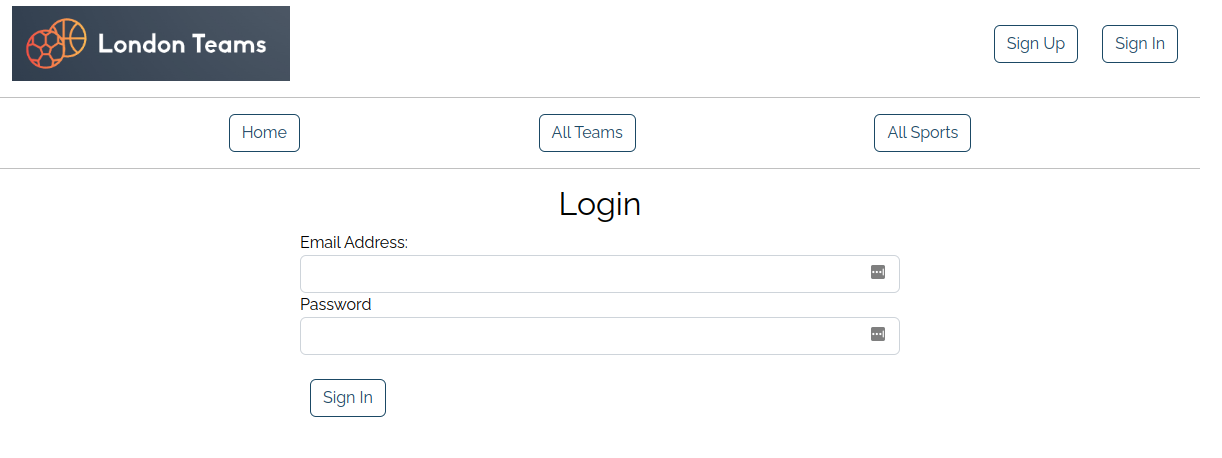 London Teams
Sign Up Sign In
Home All Teams All Sports
Login
Email Address:
Password
Sign In